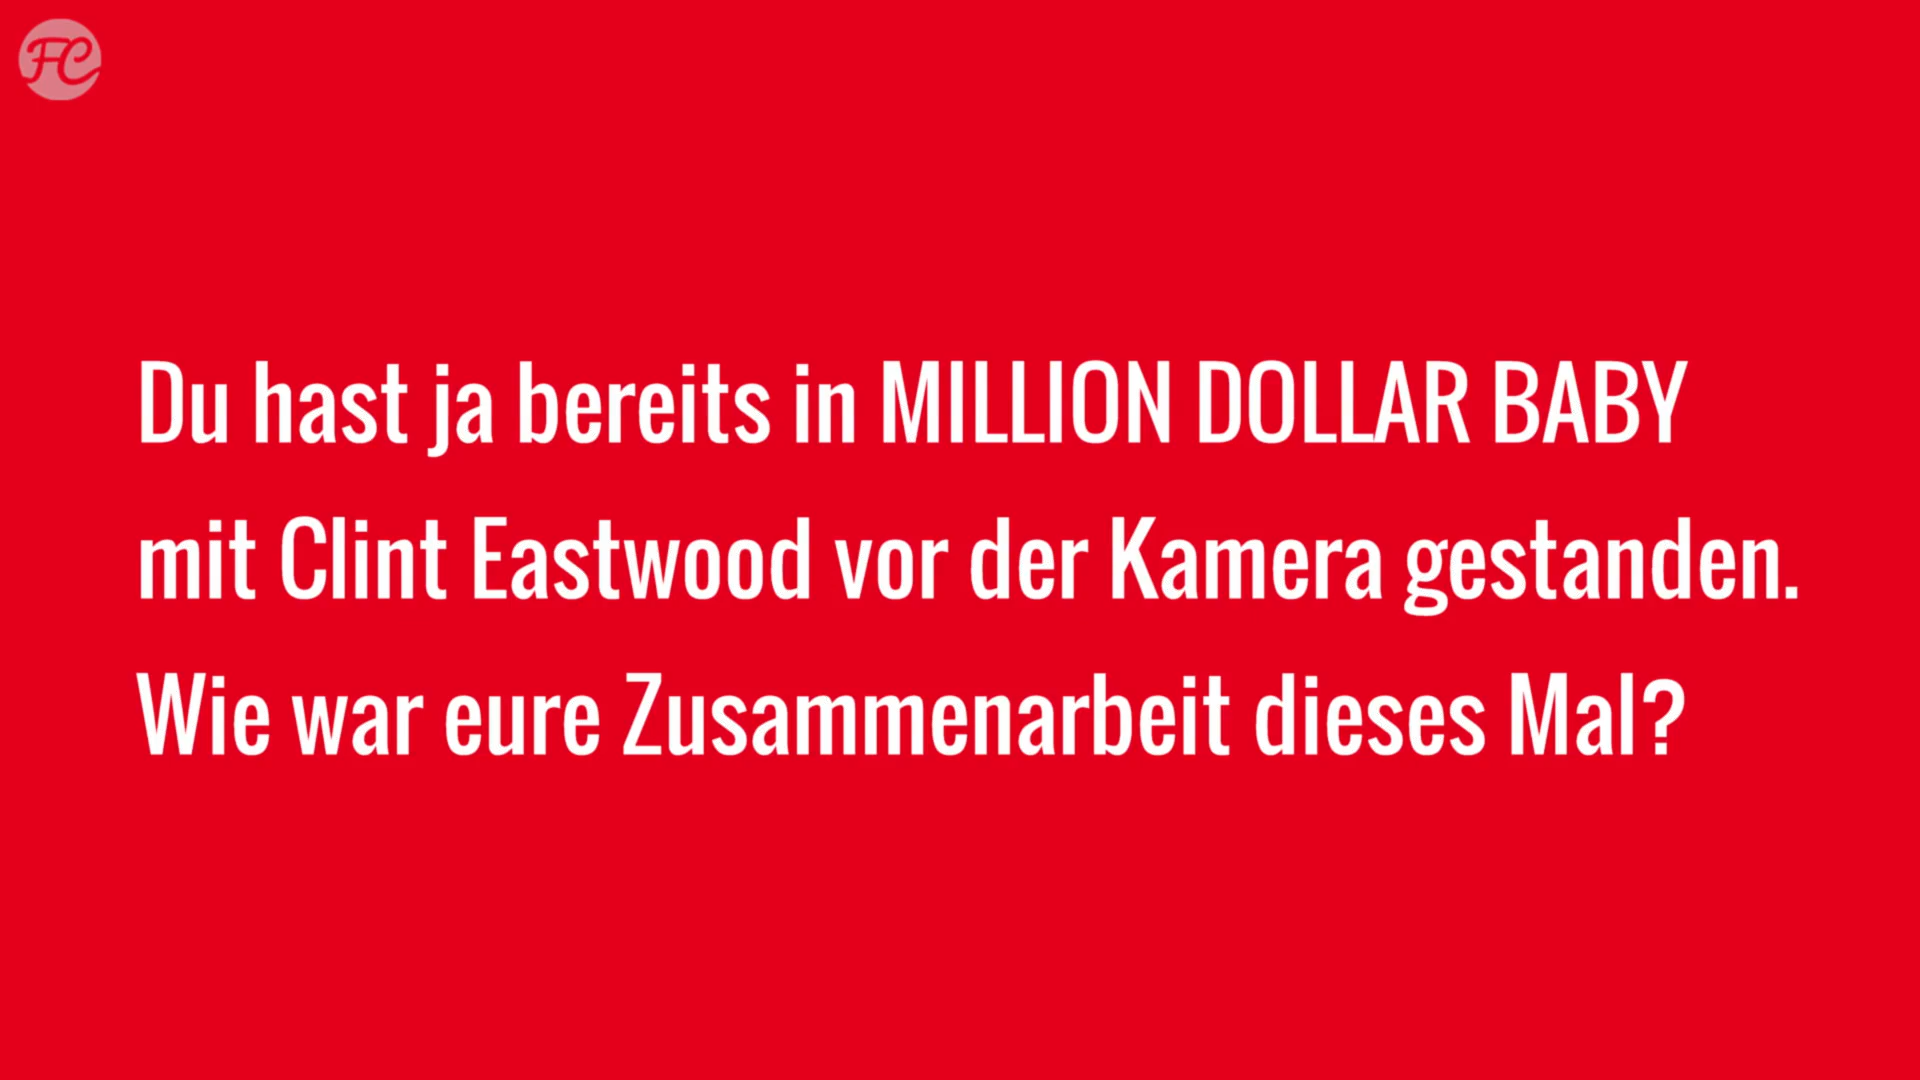 FC
Du hast ja bereits in MILLION DOLLAR BABY
mit Clint Eastwood vor der Kamera gestanden.
Wie war eure Zusammenarbeit dieses Mal?